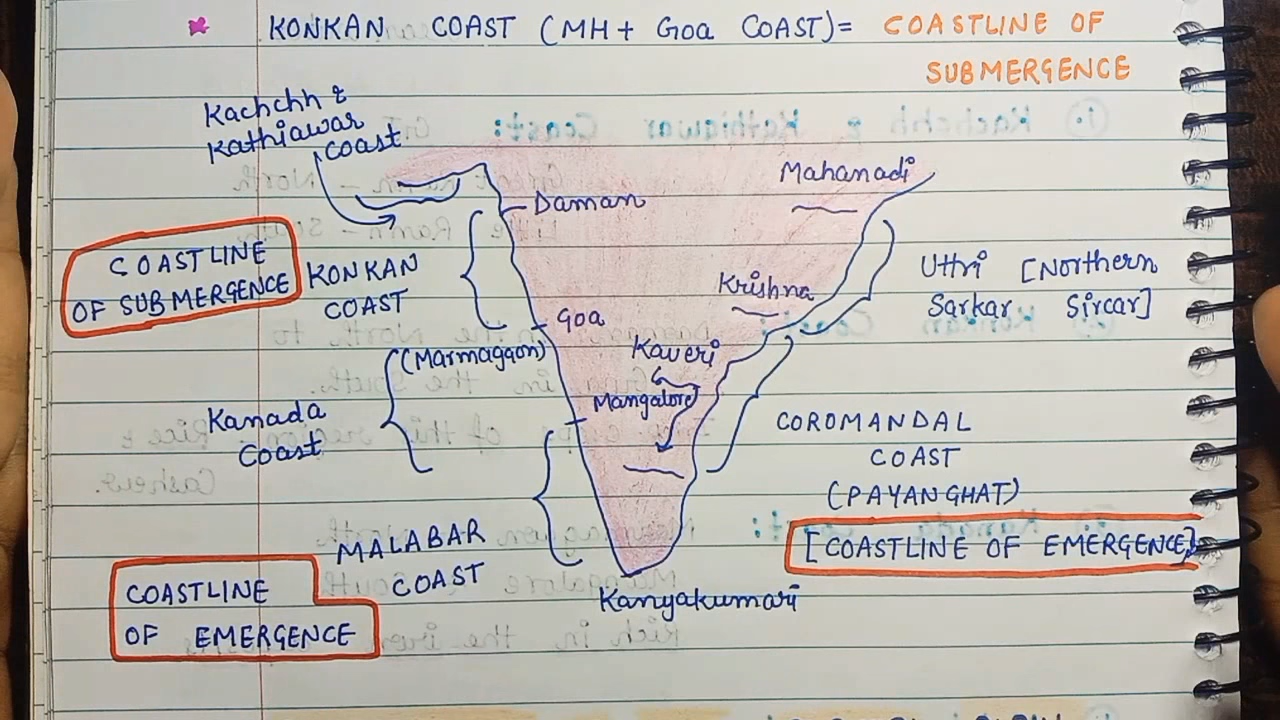 KONKAN COAST (MH + Goa COAST) = COASTLINE OF
SUBMERGENCE
Kachchh &
Kathiawar
Coast
Mahanadi
Daman
COASTLINE
OF SUBMERGENCE
KONKAN
COAST
Krishna
Uttri [Northern
Sarkar Sircar]
Goa
(Marmagaon)
Kaveri
Mangalore
Kanada
Coast
COROMANDAL
COAST
(PAYANGHAT)
[COASTLINE OF EMERGENCE]
MALABAR
COAST
COASTLINE
OF EMERGENCE
Kanyakumari